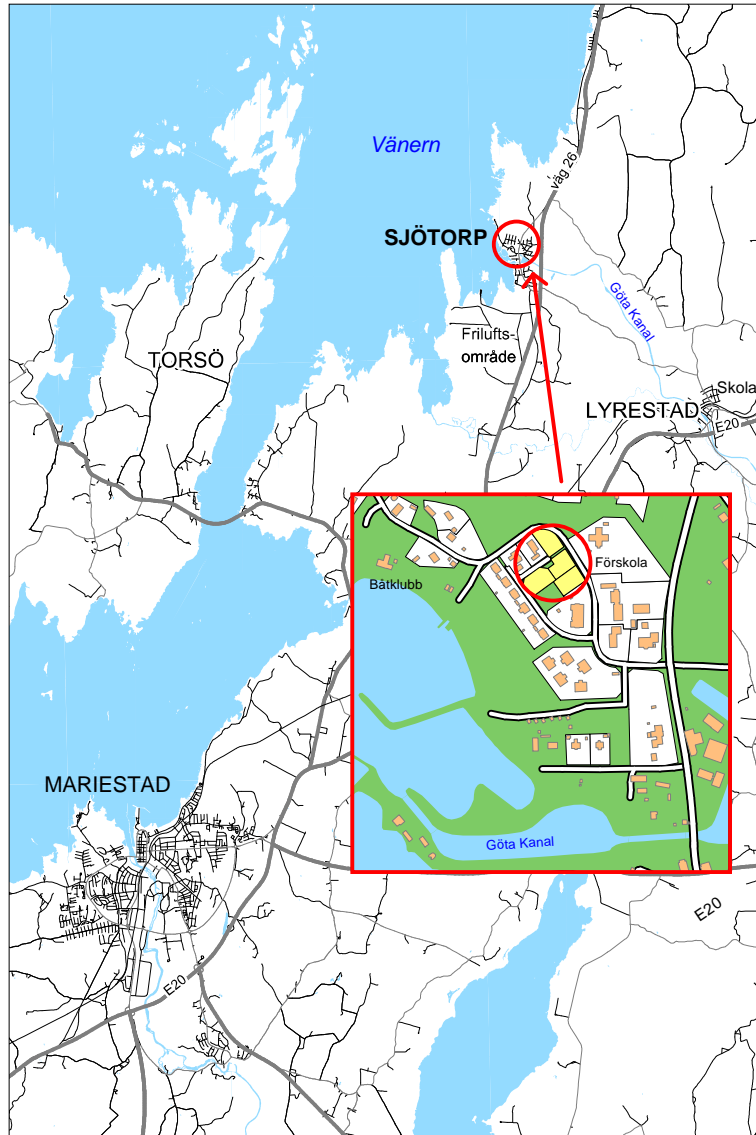 Vänern
väg 26
SJÖTORP
Göta Kanal
Frilufts-
område
TORSÖ
Skola
LYRESTAD
E20
Förskola
Båtklubb
MARIESTAD
Göta Kanal
E20
E20